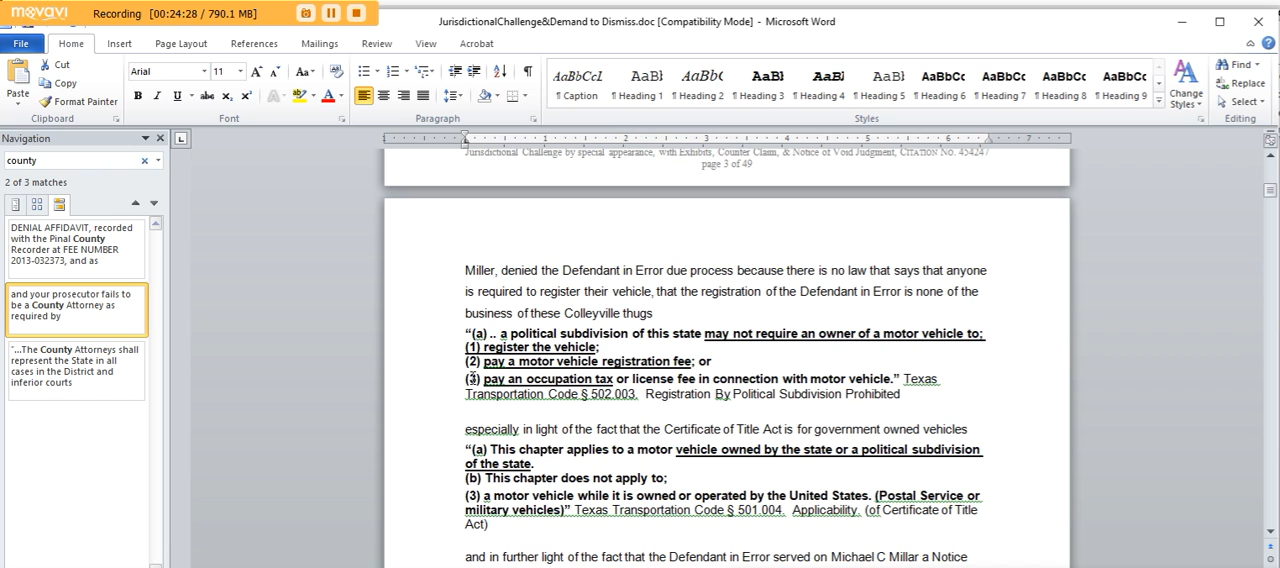 movavi Recording [00:24:28 / 790.1 MB]
JurisdictionalChallenge&Demand to Dismiss.doc [Compatibility Mode] - Microsoft Word
File Home Insert Page Layout References Mailings Review View Acrobat
Paste
Cut
Copy
Format Painter
Arial 11
B I U abc x₂ x² A A
Aa
¶
AaBbCcI AaBl AaBbC AaBl AaBl AaBl AaBbCc AaBbCc AaBbCc AaBbCc
¶ Caption ¶ Heading 1 ¶ Heading 2 ¶ Heading 3 ¶ Heading 4 ¶ Heading 5 ¶ Heading 6 ¶ Heading 7 ¶ Heading 8 ¶ Heading 9
Change
Styles
Find
Replace
Select
Clipboard Font Paragraph Styles Editing
Navigation
county
2 of 3 matches
DENIAL AFFIDAVIT, recorded
with the Pinal County
Recorder at FEE NUMBER
2013-032373, and as
and your prosecutor fails to
be a County Attorney as
required by
"...The County Attorneys shall
represent the State in all
cases in the District and
inferior courts
1 1 2 3 4 5 6 7
Jurisdictional Challenge by special appearance, with Exhibits, Counter Claim, & Notice of Void Judgment, CITATION NO. 454247
page 3 of 49
Miller, denied the Defendant in Error due process because there is no law that says that anyone
is required to register their vehicle, that the registration of the Defendant in Error is none of the
business of these Colleyville thugs
“(a) .. a political subdivision of this state may not require an owner of a motor vehicle to;
(1) register the vehicle;
(2) pay a motor vehicle registration fee; or
(3) pay an occupation tax or license fee in connection with motor vehicle.” Texas
Transportation Code § 502.003. Registration By Political Subdivision Prohibited
especially in light of the fact that the Certificate of Title Act is for government owned vehicles
“(a) This chapter applies to a motor vehicle owned by the state or a political subdivision
of the state.
(b) This chapter does not apply to;
(3) a motor vehicle while it is owned or operated by the United States. (Postal Service or
military vehicles)” Texas Transportation Code § 501.004. Applicability. (of Certificate of Title
Act)
and in further light of the fact that the Defendant in Error served on Michael C Millar a Notice